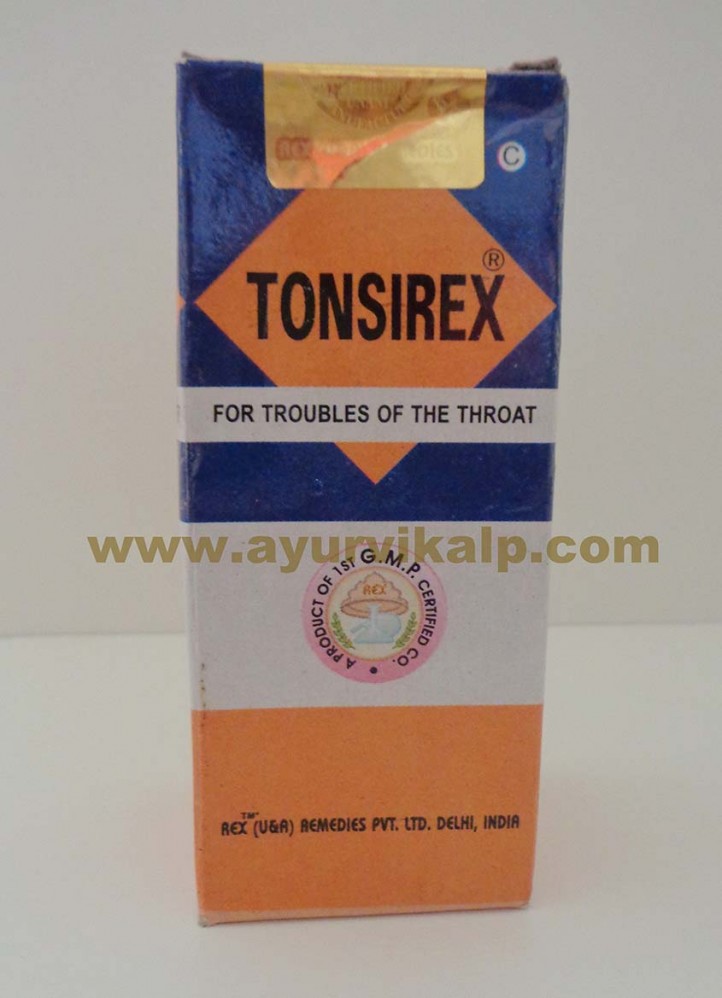 REX
©
TONSIREX®
FOR TROUBLES OF THE THROAT
www.ayurvikalp.com
A PRODUCT OF 1ST G.M.P. CERTIFIED CO.
REX
REX™ (U&A) REMEDIES PVT. LTD. DELHI, INDIA